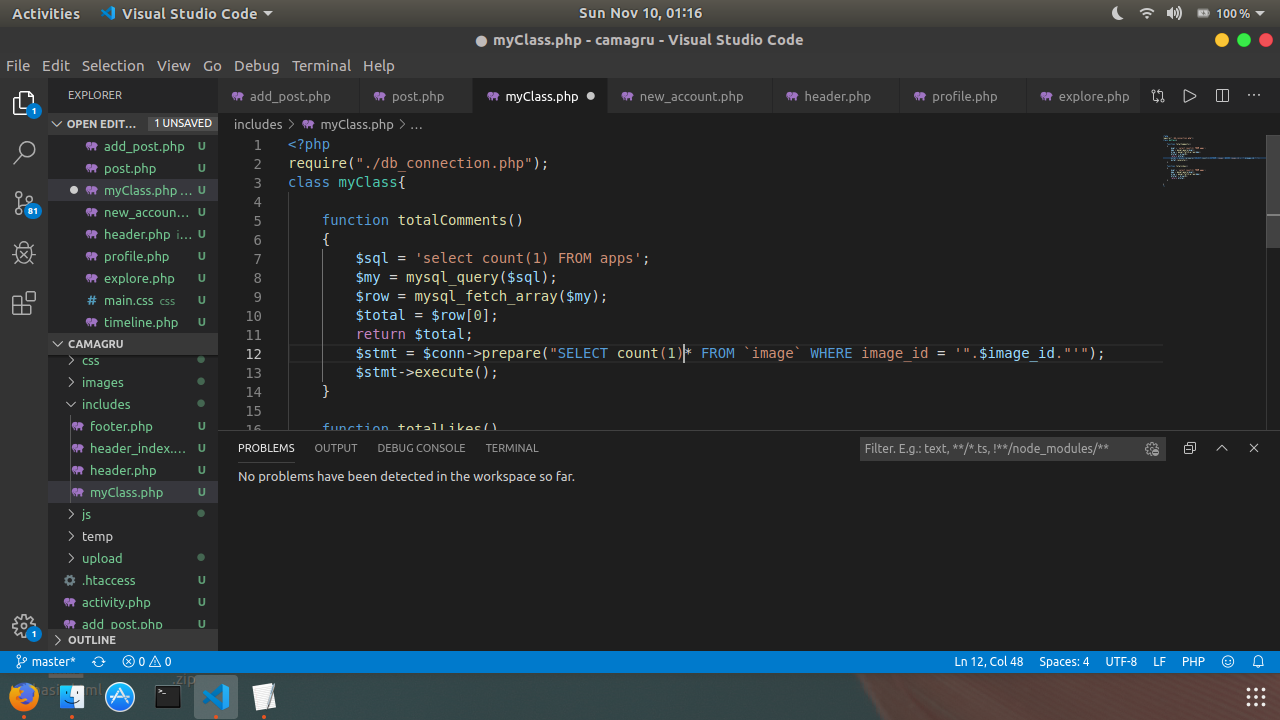 Activities
Visual Studio Code
Sun Nov 10, 01:16
100 %
● myClass.php - camagru - Visual Studio Code
File Edit Selection View Go Debug Terminal Help
EXPLORER
add_post.php
post.php
myClass.php
new_account.php
header.php
profile.php
explore.php
OPEN EDIT... 1 UNSAVED
includes > myClass.php > ...
add_post.php U
post.php U
myClass.php ... U
new_accoun... U
header.php i... U
profile.php U
explore.php U
main.css css U
timeline.php U
CAMAGRU
css
images
includes
footer.php U
header_index.... U
header.php U
myClass.php U
js
temp
upload
.htaccess U
activity.php U
add_post.php U
OUTLINE
1 <?php
2 require("./db_connection.php");
3 class myClass{
4
5 function totalComments()
6 {
7 $sql = 'select count(1) FROM apps';
8 $my = mysql_query($sql);
9 $row = mysql_fetch_array($my);
10 $total = $row[0];
11 return $total;
12 $stmt = $conn->prepare("SELECT count(1)* FROM `image` WHERE image_id = '".$image_id."'");
13 $stmt->execute();
14 }
15
16 function totalLikes()
PROBLEMS OUTPUT DEBUG CONSOLE TERMINAL
Filter. E.g.: text, **/*.ts, !**/node_modules/**
No problems have been detected in the workspace so far.
1
81
1
master* 0 0
Ln 12, Col 48 Spaces: 4 UTF-8 LF PHP
.zip